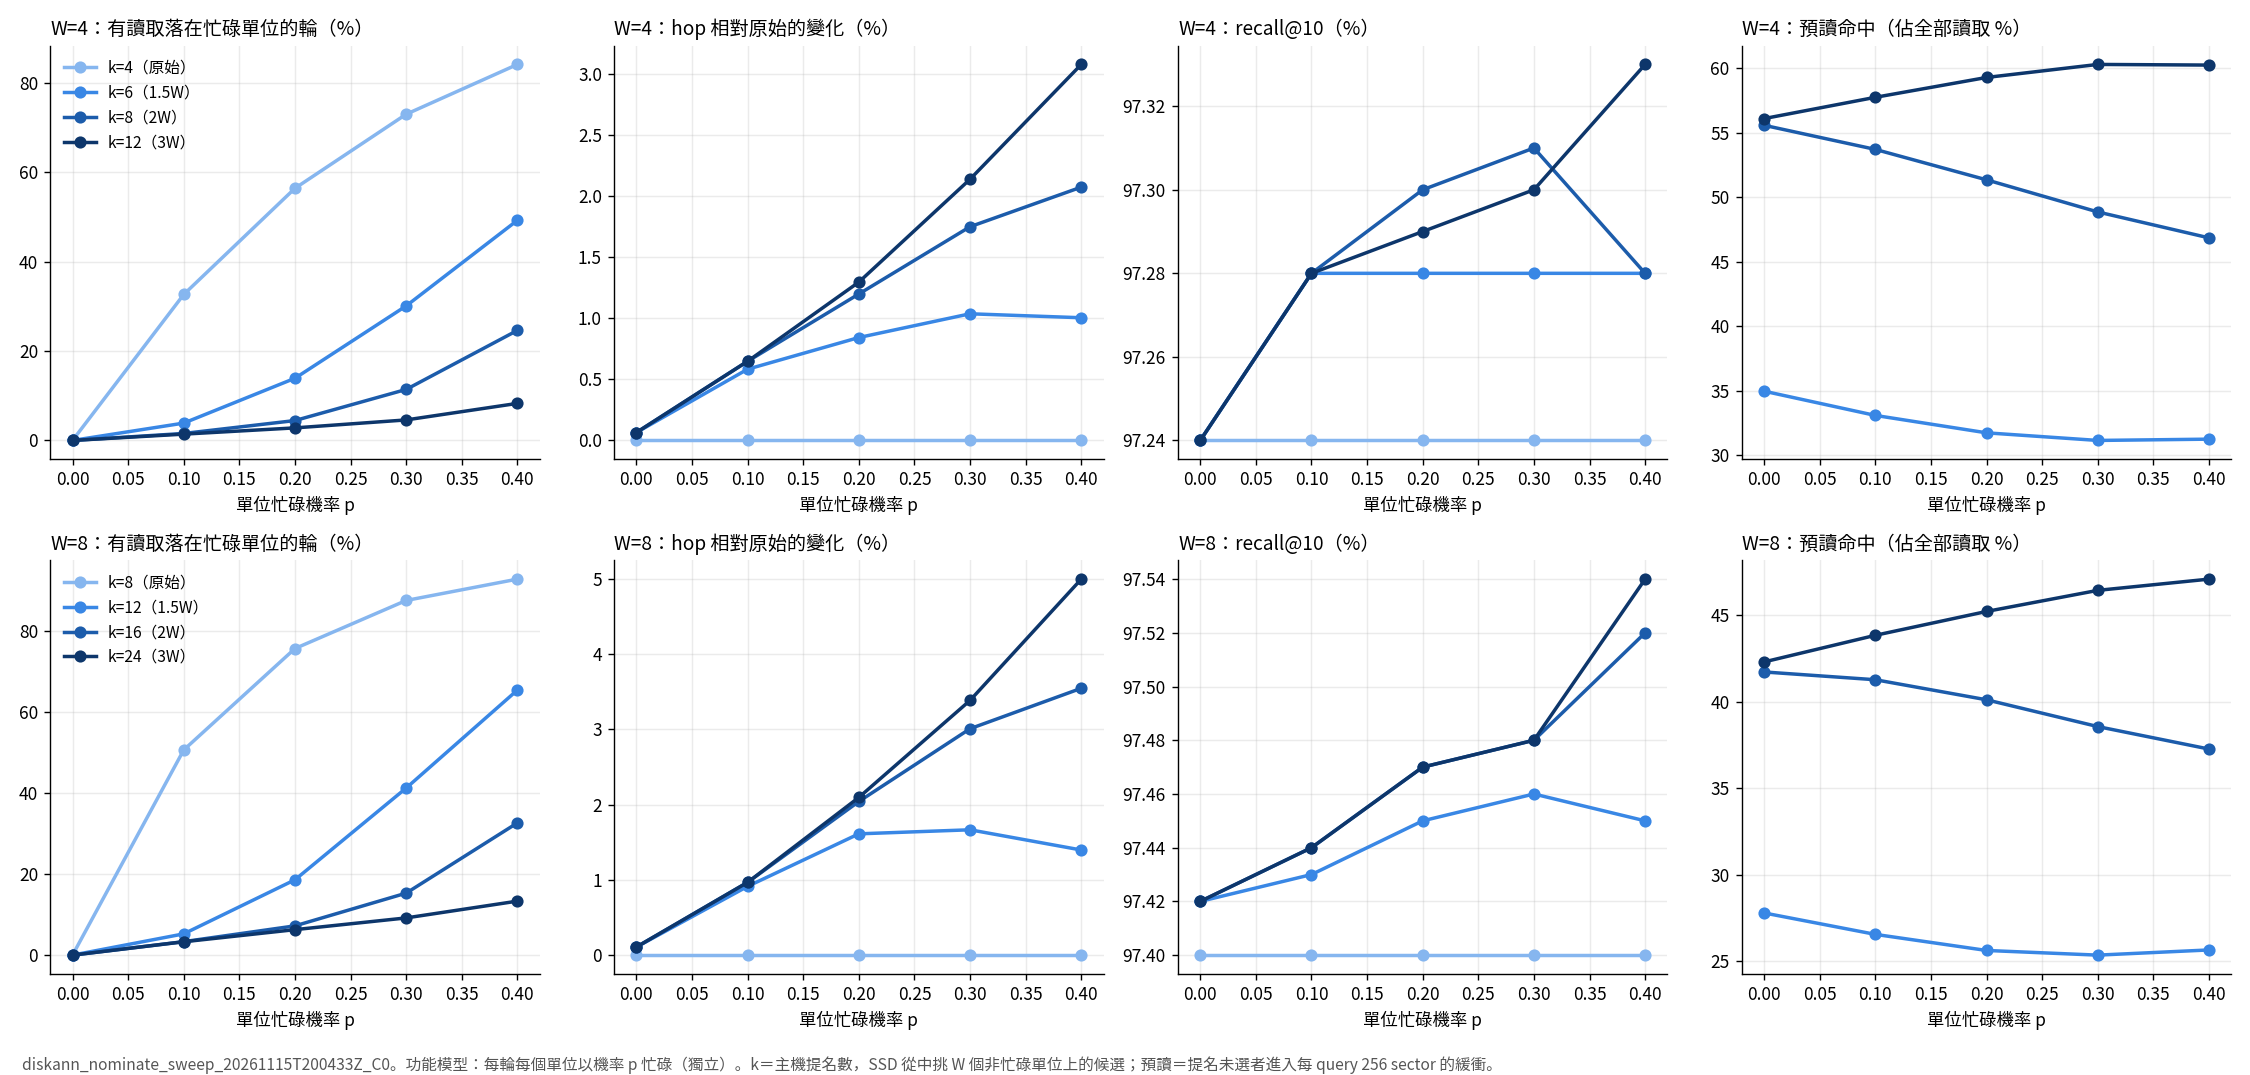 W=4：有讀取落在忙碌單位的輪（%）
k=4（原始）
k=6（1.5W）
k=8（2W）
k=12（3W）
80
60
40
20
0
0.00 0.05 0.10 0.15 0.20 0.25 0.30 0.35 0.40
單位忙碌機率 p
W=4：hop 相對原始的變化（%）
3.0
2.5
2.0
1.5
1.0
0.5
0.0
0.00 0.05 0.10 0.15 0.20 0.25 0.30 0.35 0.40
單位忙碌機率 p
W=4：recall@10（%）
97.32
97.30
97.28
97.26
97.24
0.00 0.05 0.10 0.15 0.20 0.25 0.30 0.35 0.40
單位忙碌機率 p
W=4：預讀命中（佔全部讀取 %）
60
55
50
45
40
35
30
0.00 0.05 0.10 0.15 0.20 0.25 0.30 0.35 0.40
單位忙碌機率 p
W=8：有讀取落在忙碌單位的輪（%）
k=8（原始）
k=12（1.5W）
k=16（2W）
k=24（3W）
80
60
40
20
0
0.00 0.05 0.10 0.15 0.20 0.25 0.30 0.35 0.40
單位忙碌機率 p
W=8：hop 相對原始的變化（%）
5
4
3
2
1
0
0.00 0.05 0.10 0.15 0.20 0.25 0.30 0.35 0.40
單位忙碌機率 p
W=8：recall@10（%）
97.54
97.52
97.50
97.48
97.46
97.44
97.42
97.40
0.00 0.05 0.10 0.15 0.20 0.25 0.30 0.35 0.40
單位忙碌機率 p
W=8：預讀命中（佔全部讀取 %）
45
40
35
30
25
0.00 0.05 0.10 0.15 0.20 0.25 0.30 0.35 0.40
單位忙碌機率 p
diskann_nominate_sweep_20261115T200433Z_C0。功能模型：每輪每個單位以機率 p 忙碌（獨立）。k＝主機提名數，SSD 從中挑 W 個非忙碌單位上的候選；預讀＝提名未選者進入每 query 256 sector 的緩衝。